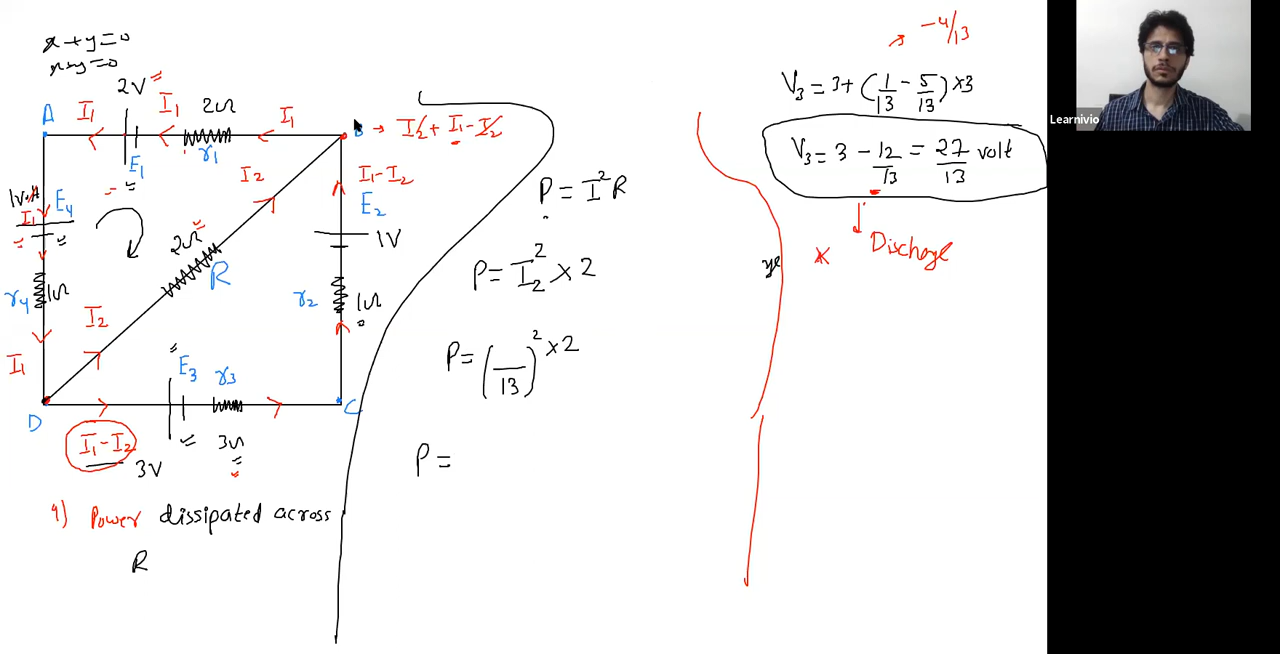 x + y = 0
x + y = 0
2V
I₁
I₁
2Ω
I₁
A
E₁
r₁
B → I₂ + I₁ - I₂
I₂
I₁-I₂
E₂
1V
E₄
I₁
2Ω
R
r₄ 1Ω
r₂ 1Ω
I₂
I₁
E₃
r₃
D
C
I₁-I₂
3V
3Ω
4) Power dissipated across
R
P = I²R
P = I₂² × 2
P = ( /13)² × 2
P =
→ -4/13
V₃ = 3 + (1/13 - 5/13) × 3
V₃ = 3 - 12/13 = 27/13 volt
* Discharge
Learnivio